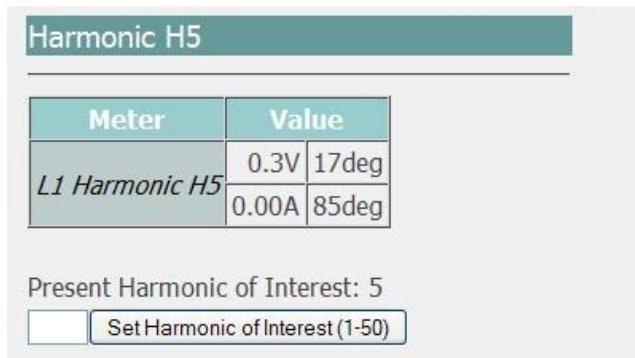 Harmonic H5
Meter Value
L1 Harmonic H5 0.3V 17deg
0.00A 85deg
Present Harmonic of Interest: 5
Set Harmonic of Interest (1-50)